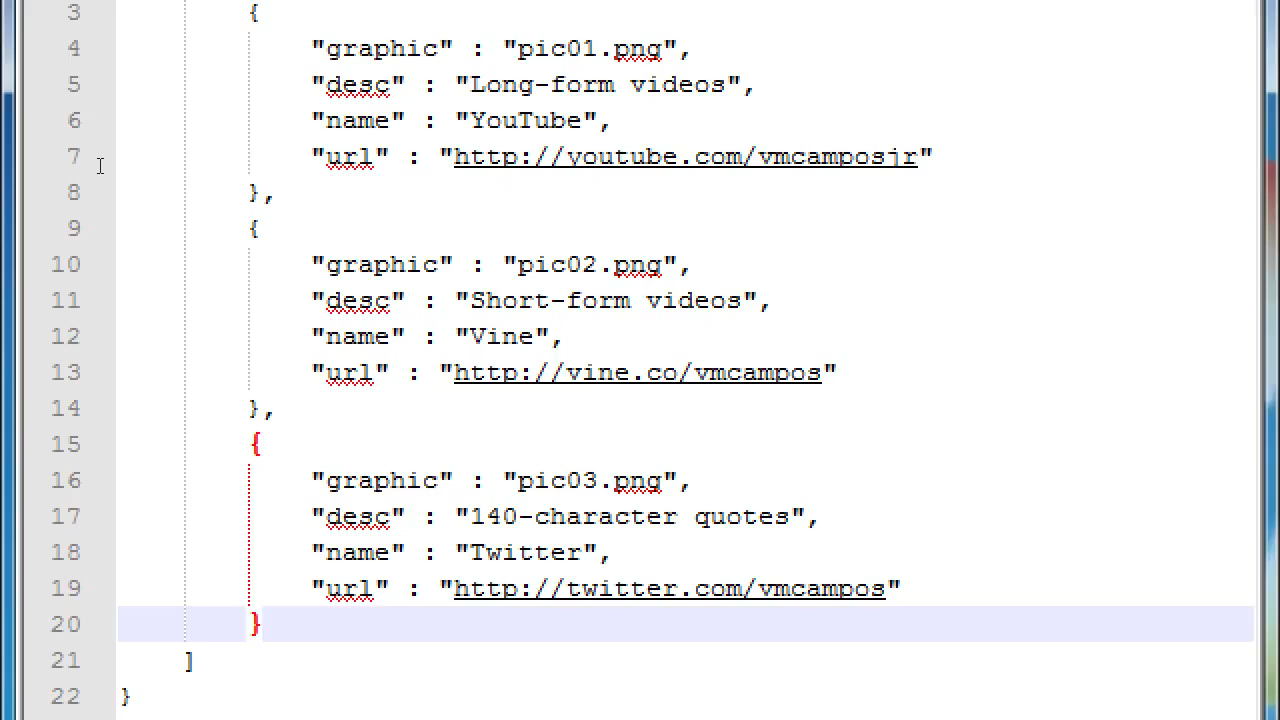 3 {
4 "graphic" : "pic01.png",
5 "desc" : "Long-form videos",
6 "name" : "YouTube",
7 "url" : "http://youtube.com/vmcamposjr"
8 },
9 {
10 "graphic" : "pic02.png",
11 "desc" : "Short-form videos",
12 "name" : "Vine",
13 "url" : "http://vine.co/vmcampos"
14 },
15 {
16 "graphic" : "pic03.png",
17 "desc" : "140-character quotes",
18 "name" : "Twitter",
19 "url" : "http://twitter.com/vmcampos"
20 }
21 ]
22 }